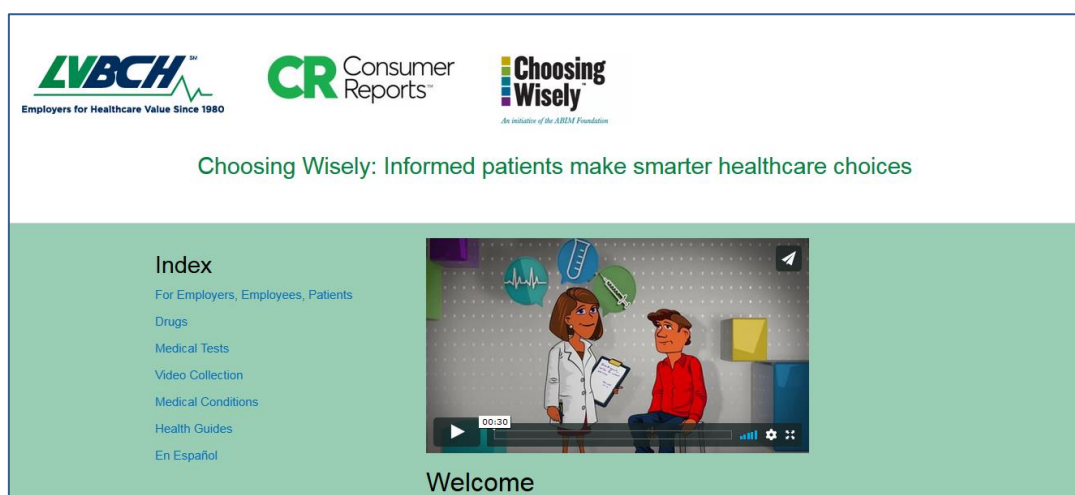 LVBCH SM
Employers for Healthcare Value Since 1980
CR Consumer Reports™
Choosing Wisely™
An initiative of the ABIM Foundation
Choosing Wisely: Informed patients make smarter healthcare choices
Index
For Employers, Employees, Patients
Drugs
Medical Tests
Video Collection
Medical Conditions
Health Guides
En Español
00:30
Welcome